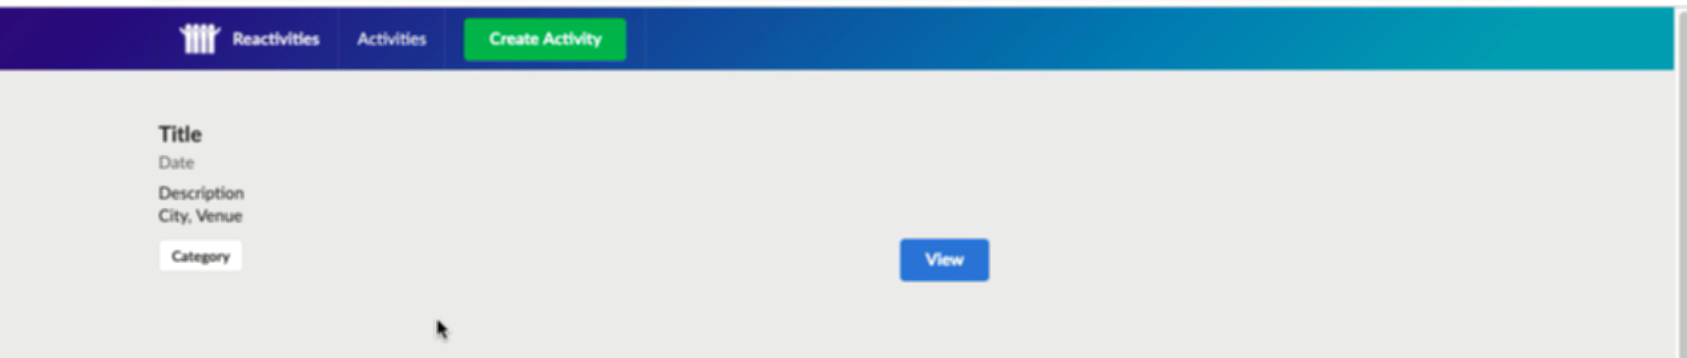 Reactivities Activities Create Activity
Title
Date
Description
City, Venue
Category View